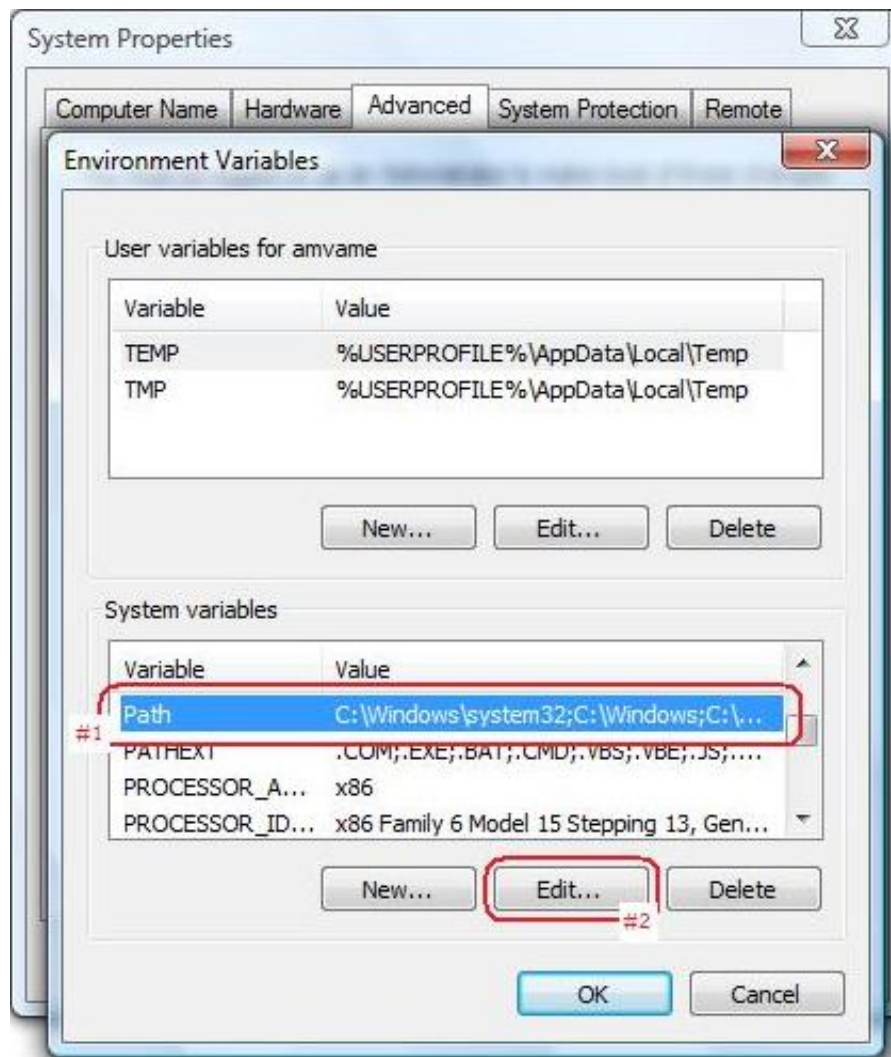 System Properties
Computer Name Hardware Advanced System Protection Remote
Environment Variables
User variables for amvame
Variable Value
TEMP %USERPROFILE%\AppData\Local\Temp
TMP %USERPROFILE%\AppData\Local\Temp
New... Edit... Delete
System variables
Variable Value
Path C:\Windows\system32;C:\Windows;C:\...
#1
PATHEXT .COM;.EXE;.BAT;.CMD;.VBS;.VBE;.JS;....
PROCESSOR_A... x86
PROCESSOR_ID... x86 Family 6 Model 15 Stepping 13, Gen...
New... Edit... Delete
#2
OK Cancel